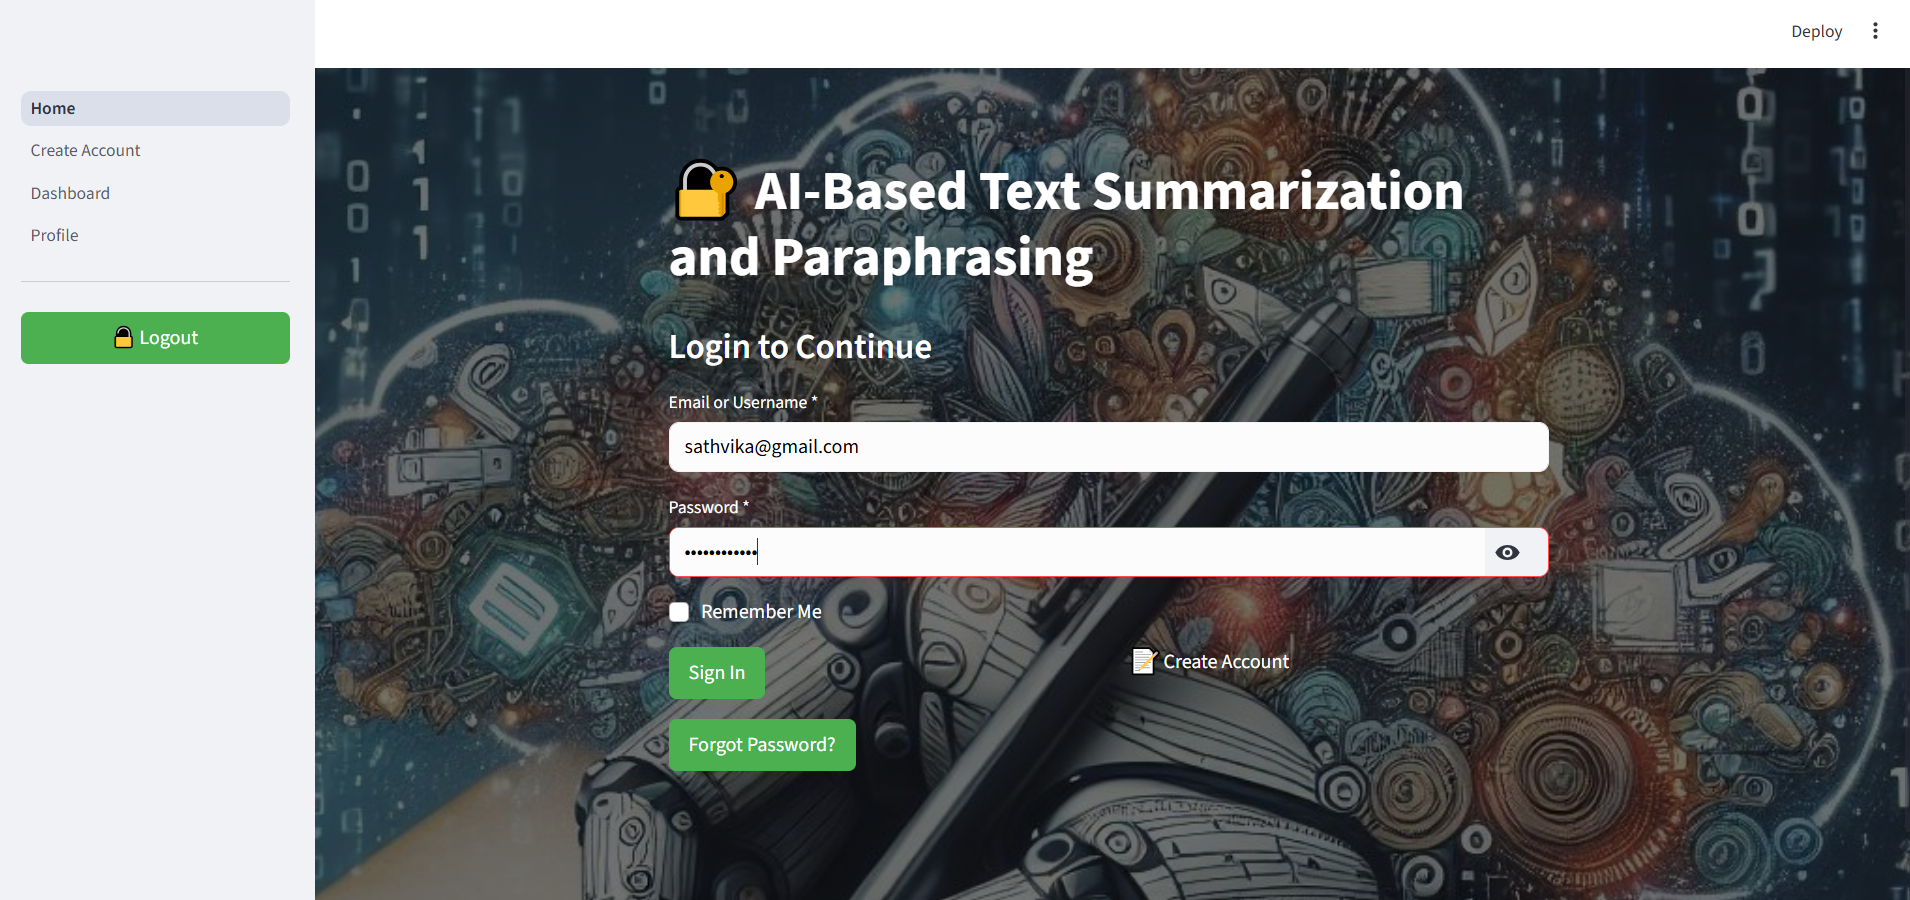 Deploy
Home
Create Account
Dashboard
Profile
Logout
AI-Based Text Summarization
and Paraphrasing
Login to Continue
Email or Username *
sathvika@gmail.com
Password *
••••••••••••
Remember Me
Sign In
Create Account
Forgot Password?